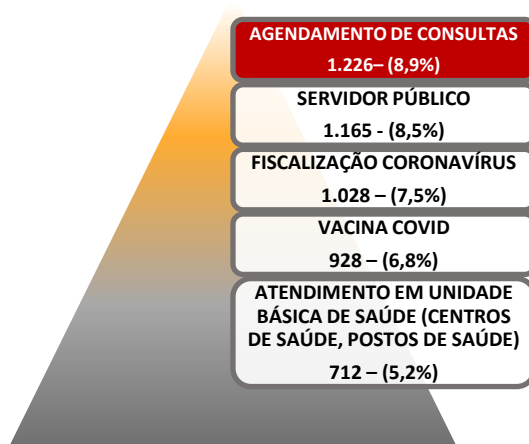 AGENDAMENTO DE CONSULTAS
1.226– (8,9%)
SERVIDOR PÚBLICO
1.165 - (8,5%)
FISCALIZAÇÃO CORONAVÍRUS
1.028 – (7,5%)
VACINA COVID
928 – (6,8%)
ATENDIMENTO EM UNIDADE
BÁSICA DE SAÚDE (CENTROS
DE SAÚDE, POSTOS DE SAÚDE)
712 – (5,2%)